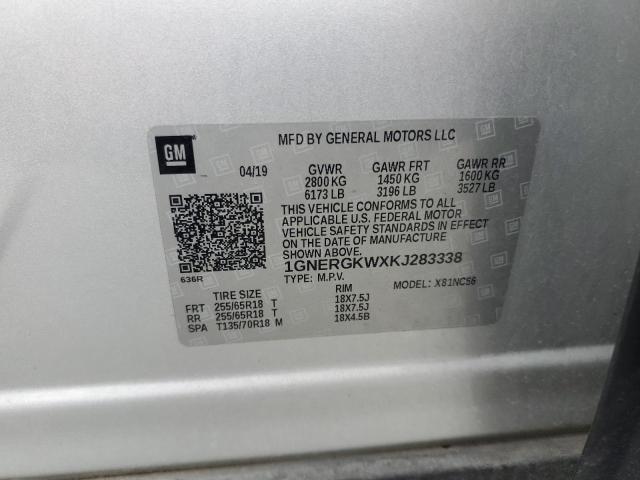 GM
MFD BY GENERAL MOTORS LLC
04/19 GVWR GAWR FRT GAWR RR
2800 KG 1450 KG 1600 KG
6173 LB 3196 LB 3527 LB
THIS VEHICLE CONFORMS TO ALL
APPLICABLE U.S. FEDERAL MOTOR
VEHICLE SAFETY STANDARDS IN EFFECT
ON THE DATE OF MANUFACTURE
SHOWN ABOVE.
1GNERGKWXKJ283338
636R
TYPE: M.P.V. MODEL: X81NC56
TIRE SIZE RIM
FRT 255/65R18 T 18X7.5J
RR 255/65R18 T 18X7.5J
SPA T135/70R18 M 18X4.5B